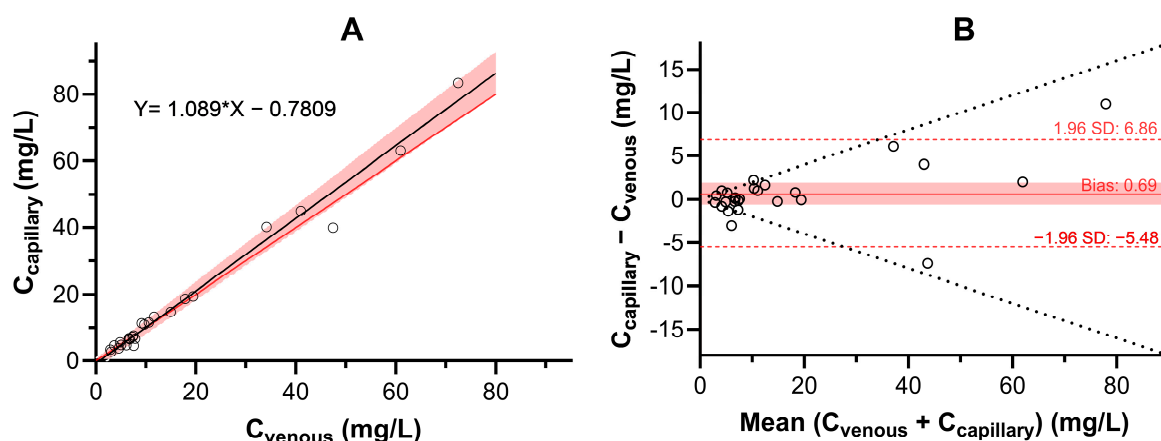 A
C_capillary (mg/L)
80
60
40
20
0
Y= 1.089*X − 0.7809
0 20 40 60 80
C_venous (mg/L)
B
C_capillary − C_venous (mg/L)
15
10
5
0
-5
-10
-15
1.96 SD: 6.86
Bias: 0.69
−1.96 SD: −5.48
0 20 40 60 80
Mean (C_venous + C_capillary) (mg/L)